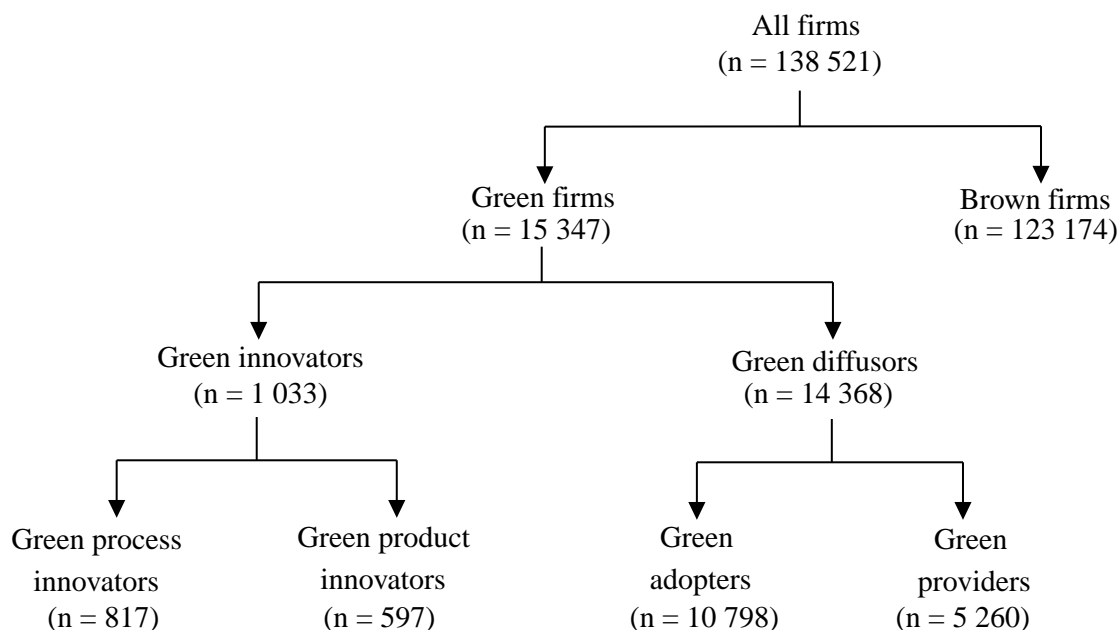 All firms
(n = 138 521)
Green firms
(n = 15 347)
Brown firms
(n = 123 174)
Green innovators
(n = 1 033)
Green diffusors
(n = 14 368)
Green process
innovators
(n = 817)
Green product
innovators
(n = 597)
Green
adopters
(n = 10 798)
Green
providers
(n = 5 260)